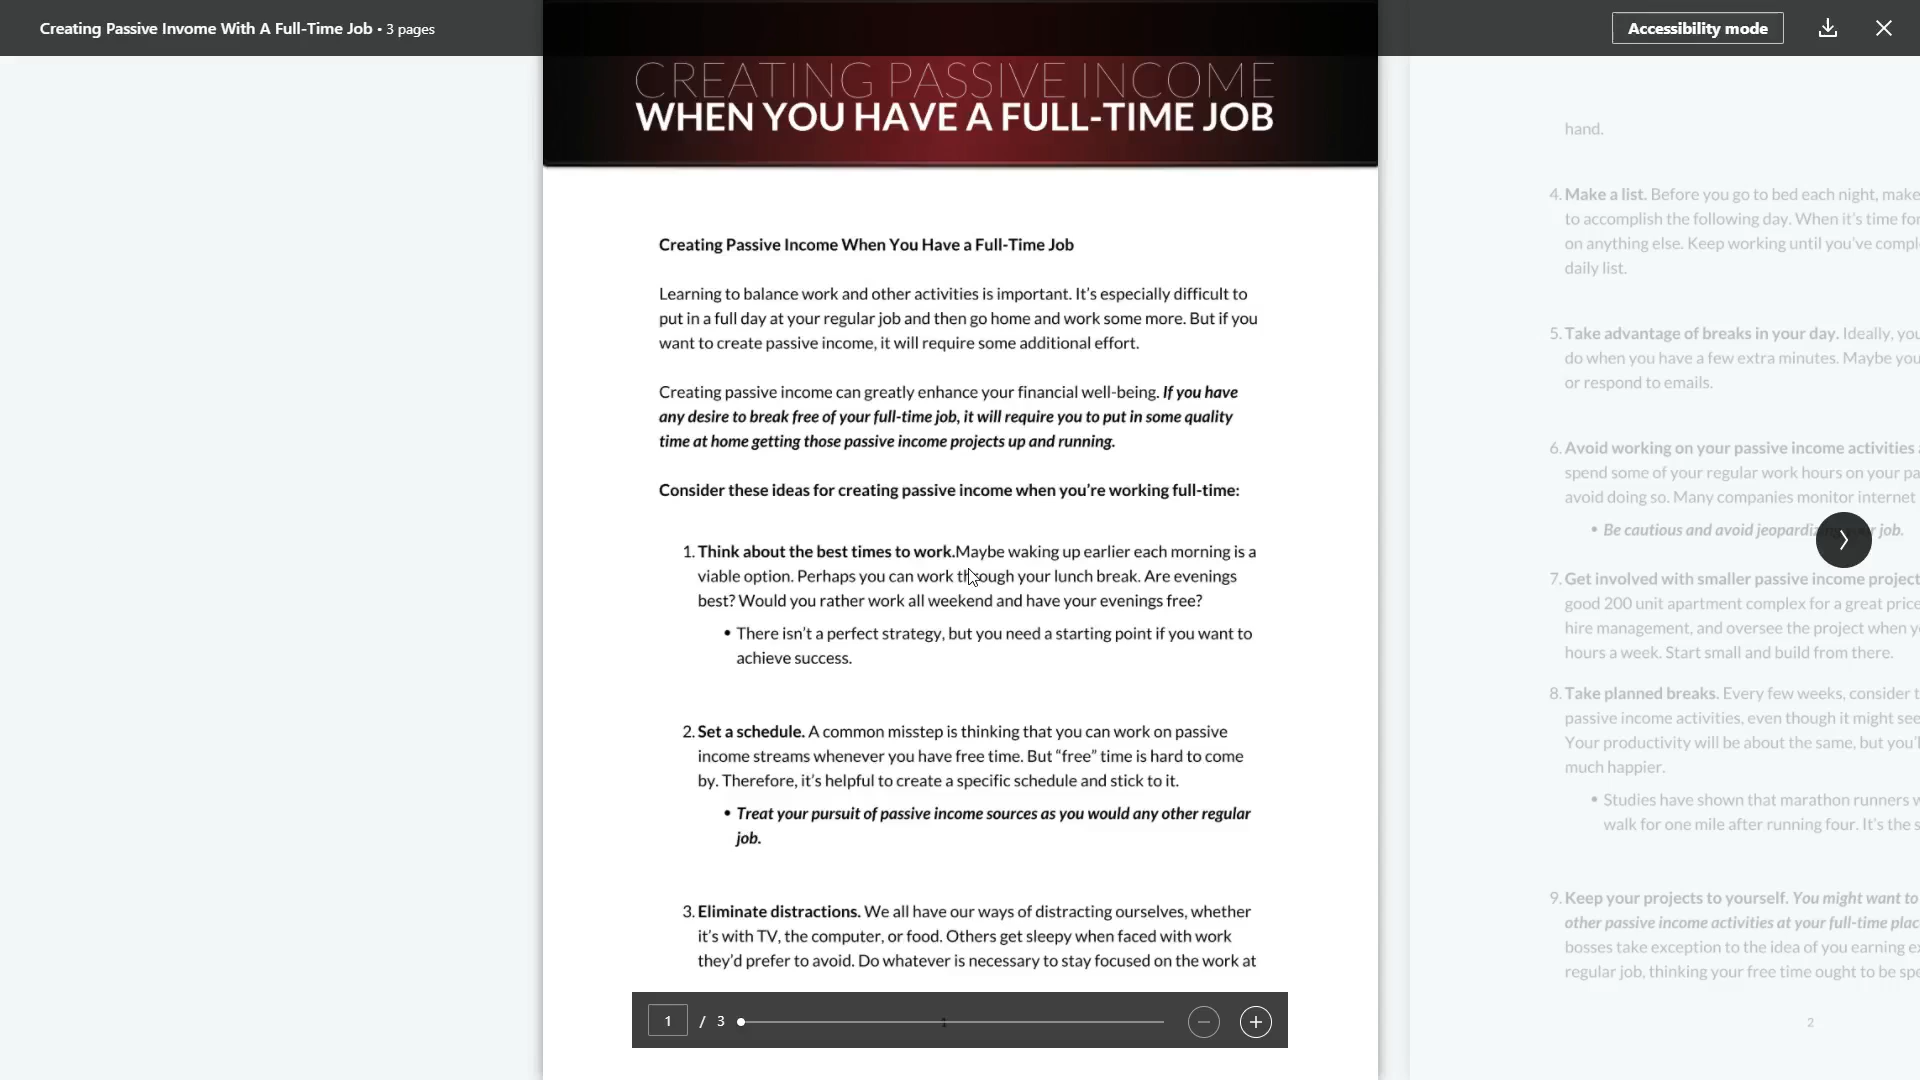 Creating Passive Invome With A Full-Time Job • 3 pages
Accessibility mode
CREATING PASSIVE INCOME
WHEN YOU HAVE A FULL-TIME JOB
Creating Passive Income When You Have a Full-Time Job
Learning to balance work and other activities is important. It's especially difficult to
put in a full day at your regular job and then go home and work some more. But if you
want to create passive income, it will require some additional effort.
Creating passive income can greatly enhance your financial well-being. If you have
any desire to break free of your full-time job, it will require you to put in some quality
time at home getting those passive income projects up and running.
Consider these ideas for creating passive income when you're working full-time:
1. Think about the best times to work.Maybe waking up earlier each morning is a
viable option. Perhaps you can work through your lunch break. Are evenings
best? Would you rather work all weekend and have your evenings free?
• There isn't a perfect strategy, but you need a starting point if you want to
achieve success.
2. Set a schedule. A common misstep is thinking that you can work on passive
income streams whenever you have free time. But “free” time is hard to come
by. Therefore, it's helpful to create a specific schedule and stick to it.
• Treat your pursuit of passive income sources as you would any other regular
job.
3. Eliminate distractions. We all have our ways of distracting ourselves, whether
it's with TV, the computer, or food. Others get sleepy when faced with work
they'd prefer to avoid. Do whatever is necessary to stay focused on the work at
1 / 3
1
hand.
4. Make a list. Before you go to bed each night, make
to accomplish the following day. When it's time for
on anything else. Keep working until you've compl
daily list.
5. Take advantage of breaks in your day. Ideally, you
do when you have a few extra minutes. Maybe you
or respond to emails.
6. Avoid working on your passive income activities a
spend some of your regular work hours on your pa
avoid doing so. Many companies monitor internet
• Be cautious and avoid job.
7. Get involved with smaller passive income project
good 200 unit apartment complex for a great price
hire management, and oversee the project when y
hours a week. Start small and build from there.
8. Take planned breaks. Every few weeks, consider t
passive income activities, even though it might see
Your productivity will be about the same, but you'l
much happier.
• Studies have shown that marathon runners w
walk for one mile after running four. It's the s
9. Keep your projects to yourself. You might want to
other passive income activities at your full-time plac
bosses take exception to the idea of you earning ex
regular job, thinking your free time ought to be spe
2